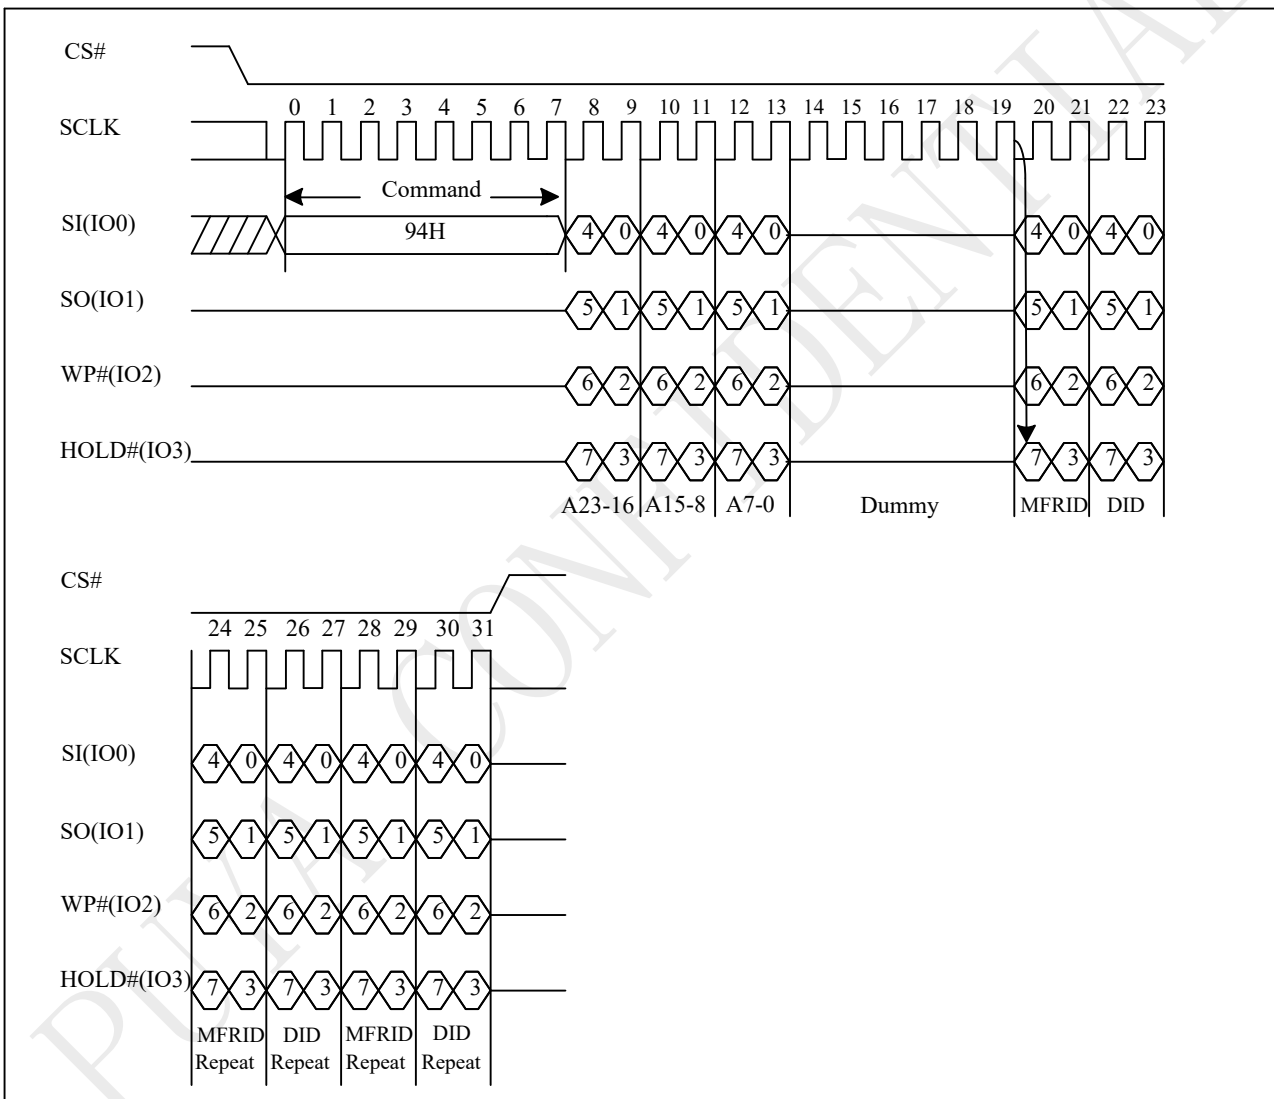 CS#
0 1 2 3 4 5 6 7 8 9 10 11 12 13 14 15 16 17 18 19 20 21 22 23
SCLK
Command
SI(IO0) 94H 4 0 4 0 4 0 4 0 4 0
SO(IO1) 5 1 5 1 5 1 5 1 5 1
WP#(IO2) 6 2 6 2 6 2 6 2 6 2
HOLD#(IO3) 7 3 7 3 7 3 7 3 7 3
A23-16 A15-8 A7-0 Dummy MFRID DID
CS#
24 25 26 27 28 29 30 31
SCLK
SI(IO0) 4 0 4 0 4 0 4 0
SO(IO1) 5 1 5 1 5 1 5 1
WP#(IO2) 6 2 6 2 6 2 6 2
HOLD#(IO3) 7 3 7 3 7 3 7 3
MFRID DID MFRID DID
Repeat Repeat Repeat Repeat
PUYA CONFIDENTIAL